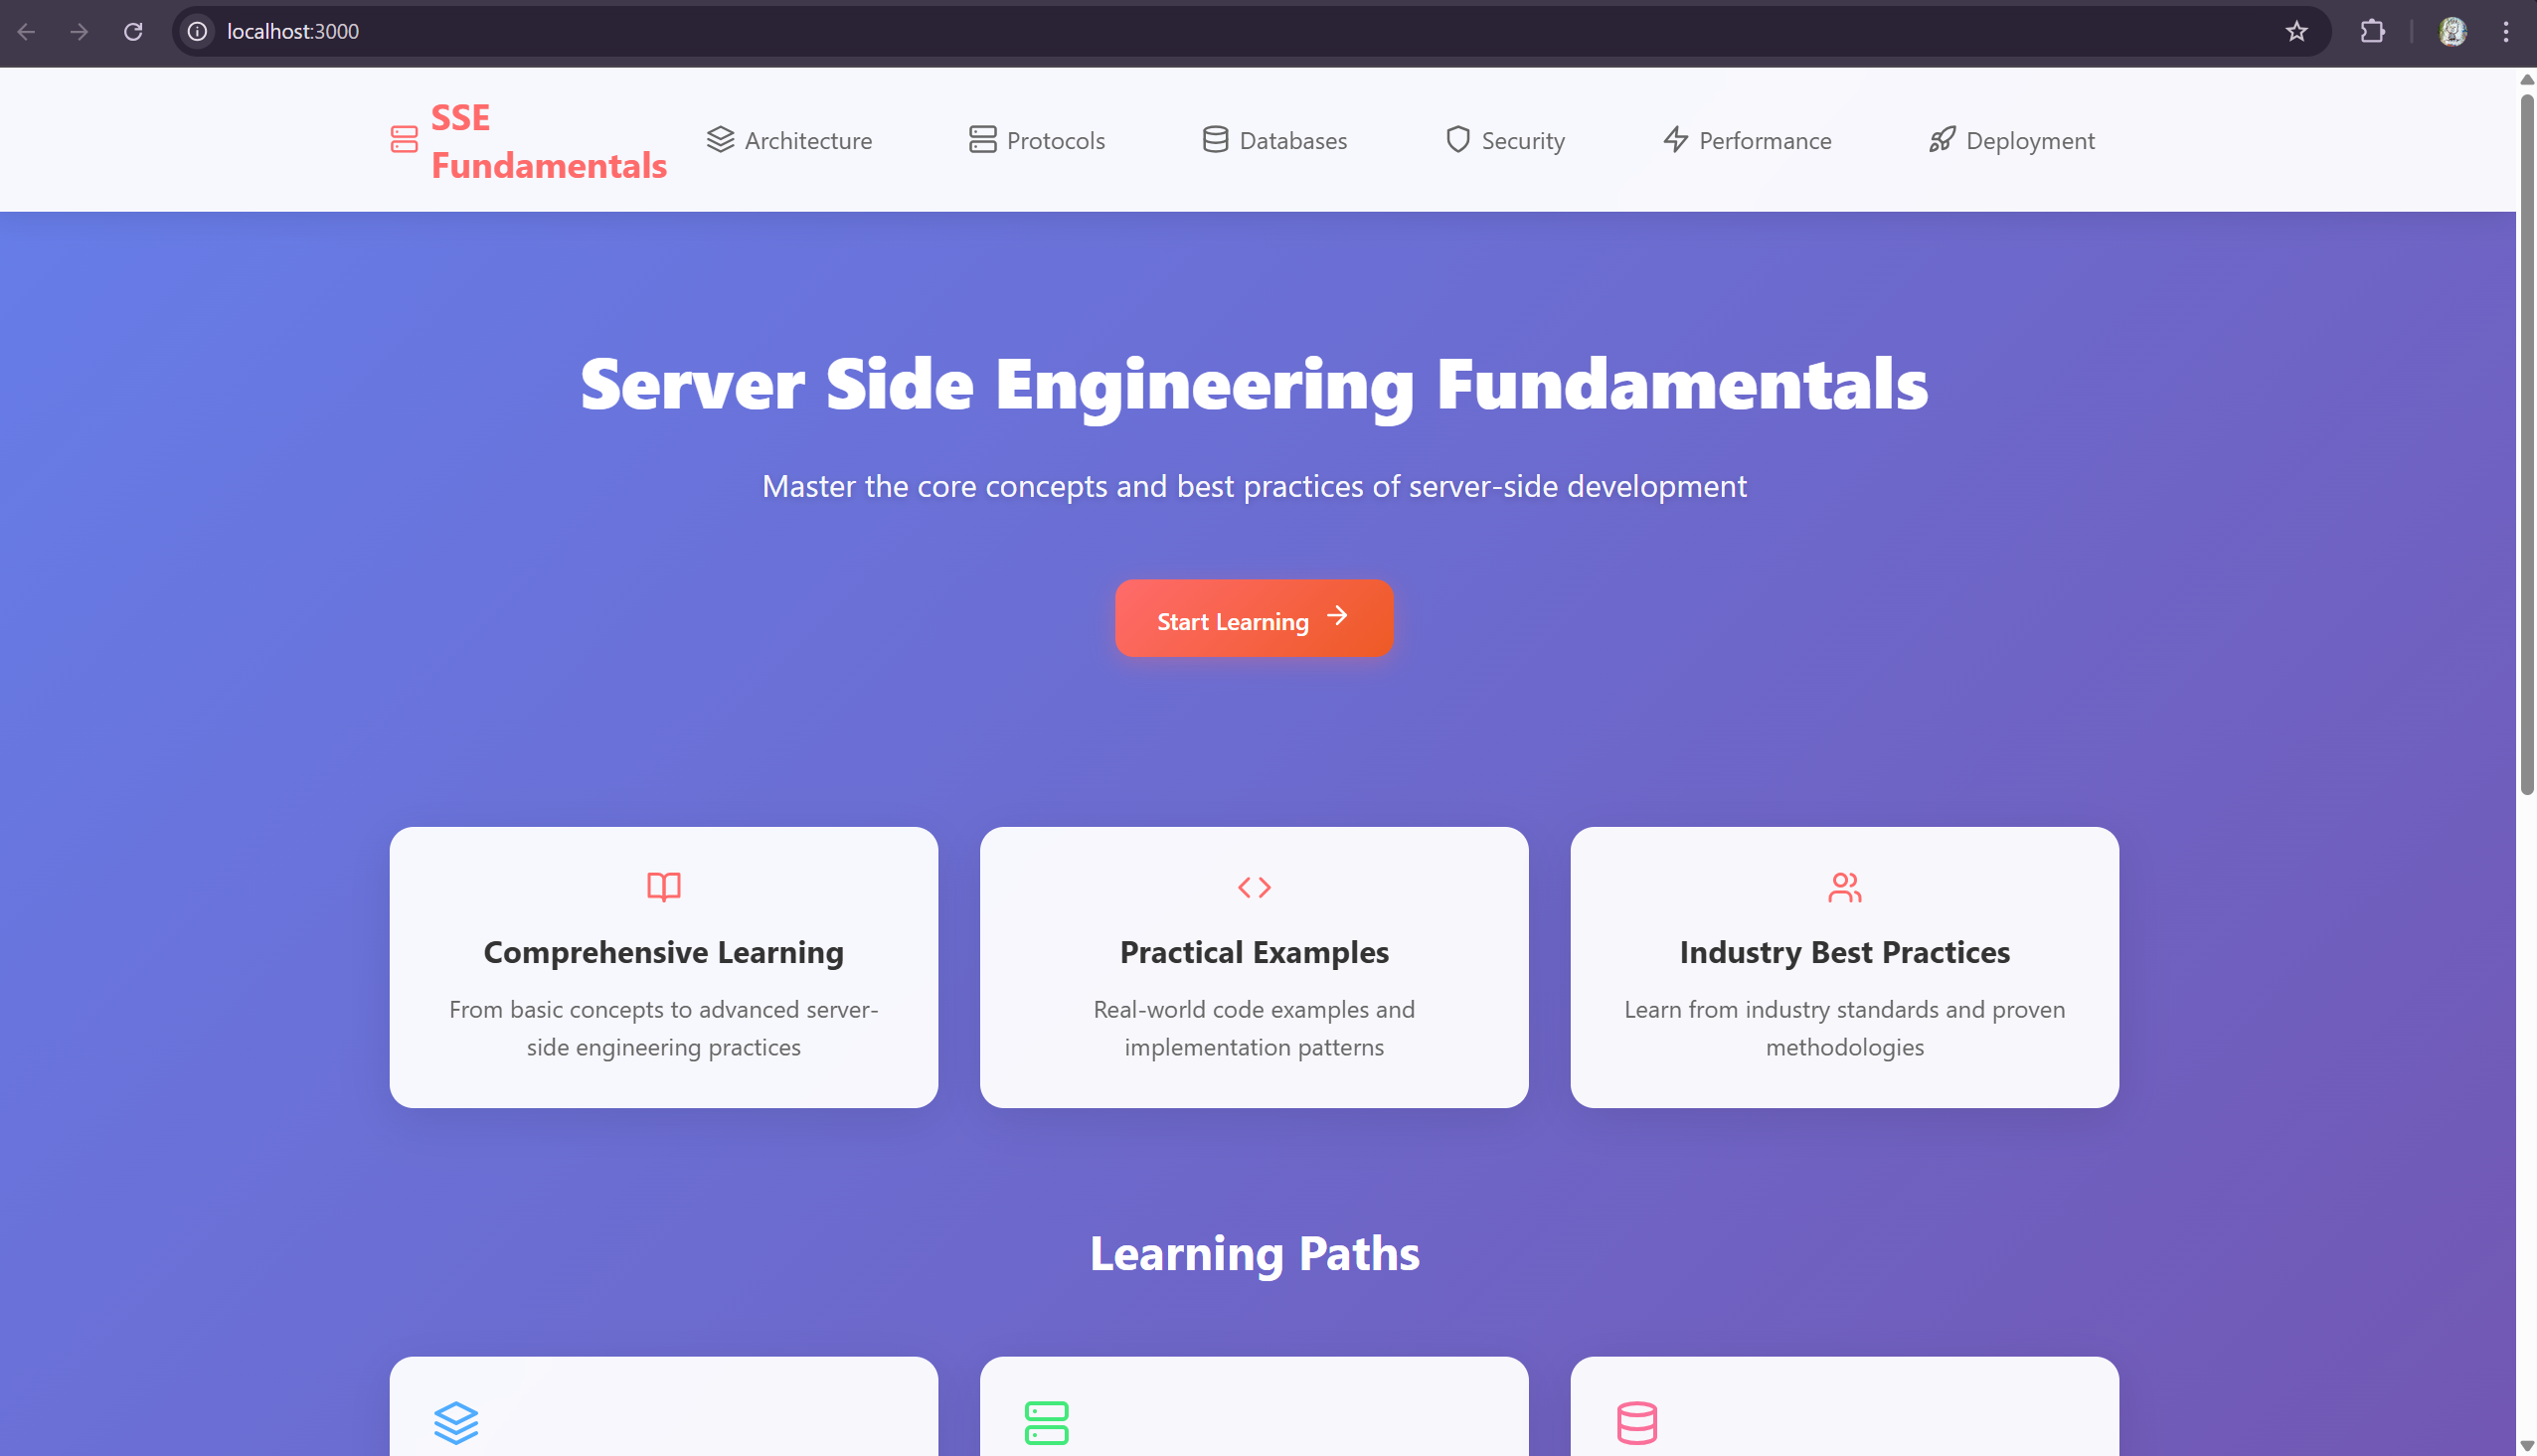 localhost:3000
SSE
Fundamentals
Architecture
Protocols
Databases
Security
Performance
Deployment
Server Side Engineering Fundamentals
Master the core concepts and best practices of server-side development
Start Learning
Comprehensive Learning
From basic concepts to advanced server-
side engineering practices
Practical Examples
Real-world code examples and
implementation patterns
Industry Best Practices
Learn from industry standards and proven
methodologies
Learning Paths